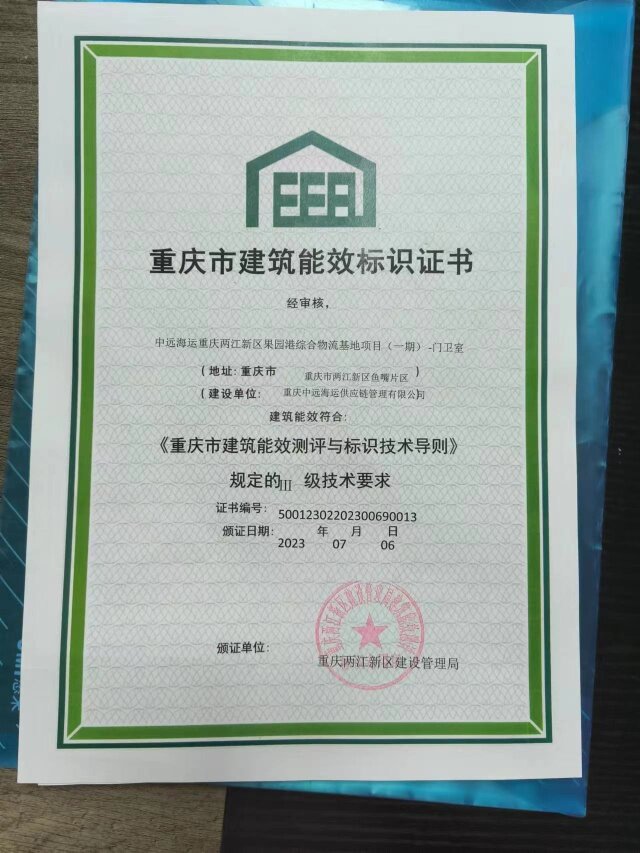 重庆市建筑能效标识证书
经审核，
中远海运重庆两江新区果园港综合物流基地项目（一期）-门卫室
（地址：重庆市 重庆市两江新区鱼嘴片区 ）
（建设单位： 重庆中远海运供应链管理有限公司）
建筑能效符合：
《重庆市建筑能效测评与标识技术导则》
规定的III 级技术要求
证书编号： 50012302202300690013
颁证日期： 年 月 日
2023 07 06
颁证单位：
重庆两江新区建设管理局